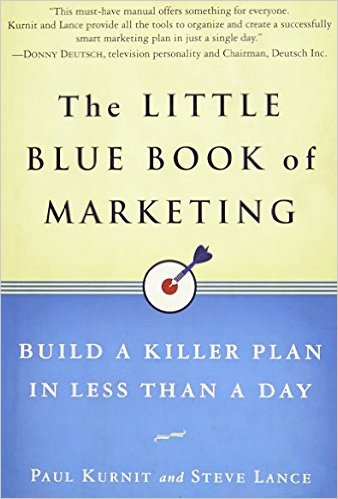 "This must-have manual offers something for everyone.
Kurnit and Lance provide all the tools to organize and create a successfully
smart marketing plan in just a single day."
—DONNY DEUTSCH, television personality and Chairman, Deutsch Inc.
The LITTLE
BLUE BOOK of
MARKETING
BUILD A KILLER PLAN
IN LESS THAN A DAY
PAUL KURNIT and STEVE LANCE